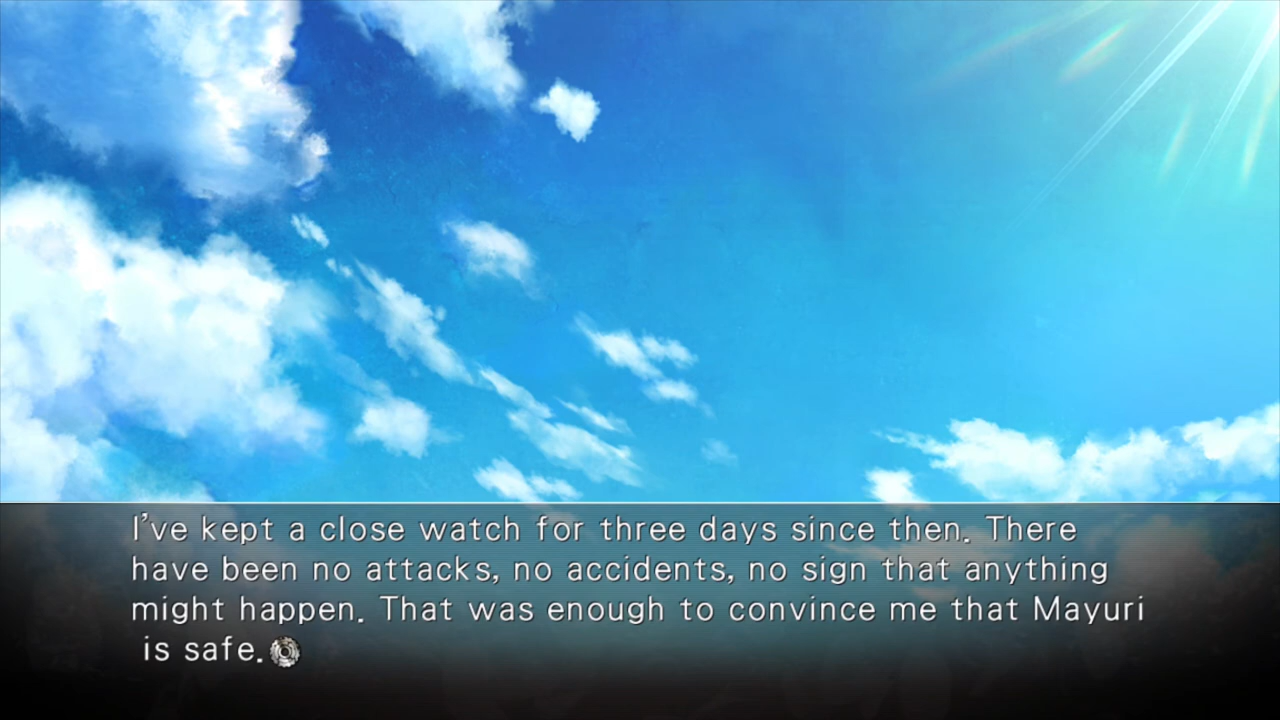 I've kept a close watch for three days since then. There
have been no attacks, no accidents, no sign that anything
might happen. That was enough to convince me that Mayuri
is safe.